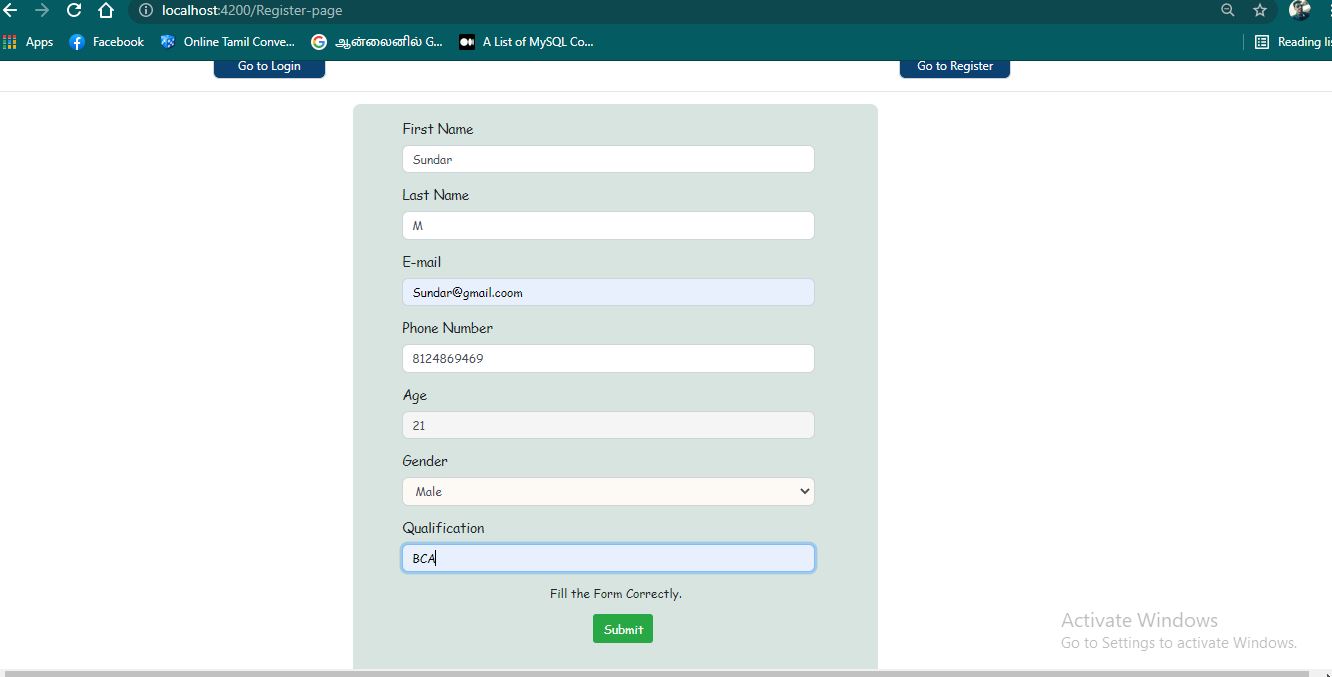 localhost:4200/Register-page
Apps Facebook Online Tamil Conve... ஆன்லைனில் G... A List of MySQL Co... Reading lis
Go to Login Go to Register
First Name
Sundar
Last Name
M
E-mail
Sundar@gmail.coom
Phone Number
8124869469
Age
21
Gender
Male
Qualification
BCA
Fill the Form Correctly.
Submit
Activate Windows
Go to Settings to activate Windows.